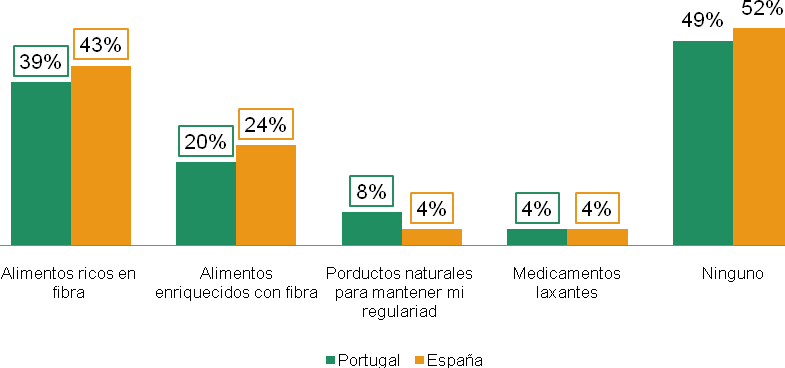 39%
43%
20%
24%
8%
4%
4%
4%
49%
52%
Alimentos ricos en
fibra
Alimentos
enriquecidos con fibra
Porductos naturales
para mantener mi
regulariad
Medicamentos
laxantes
Ninguno
Portugal
España